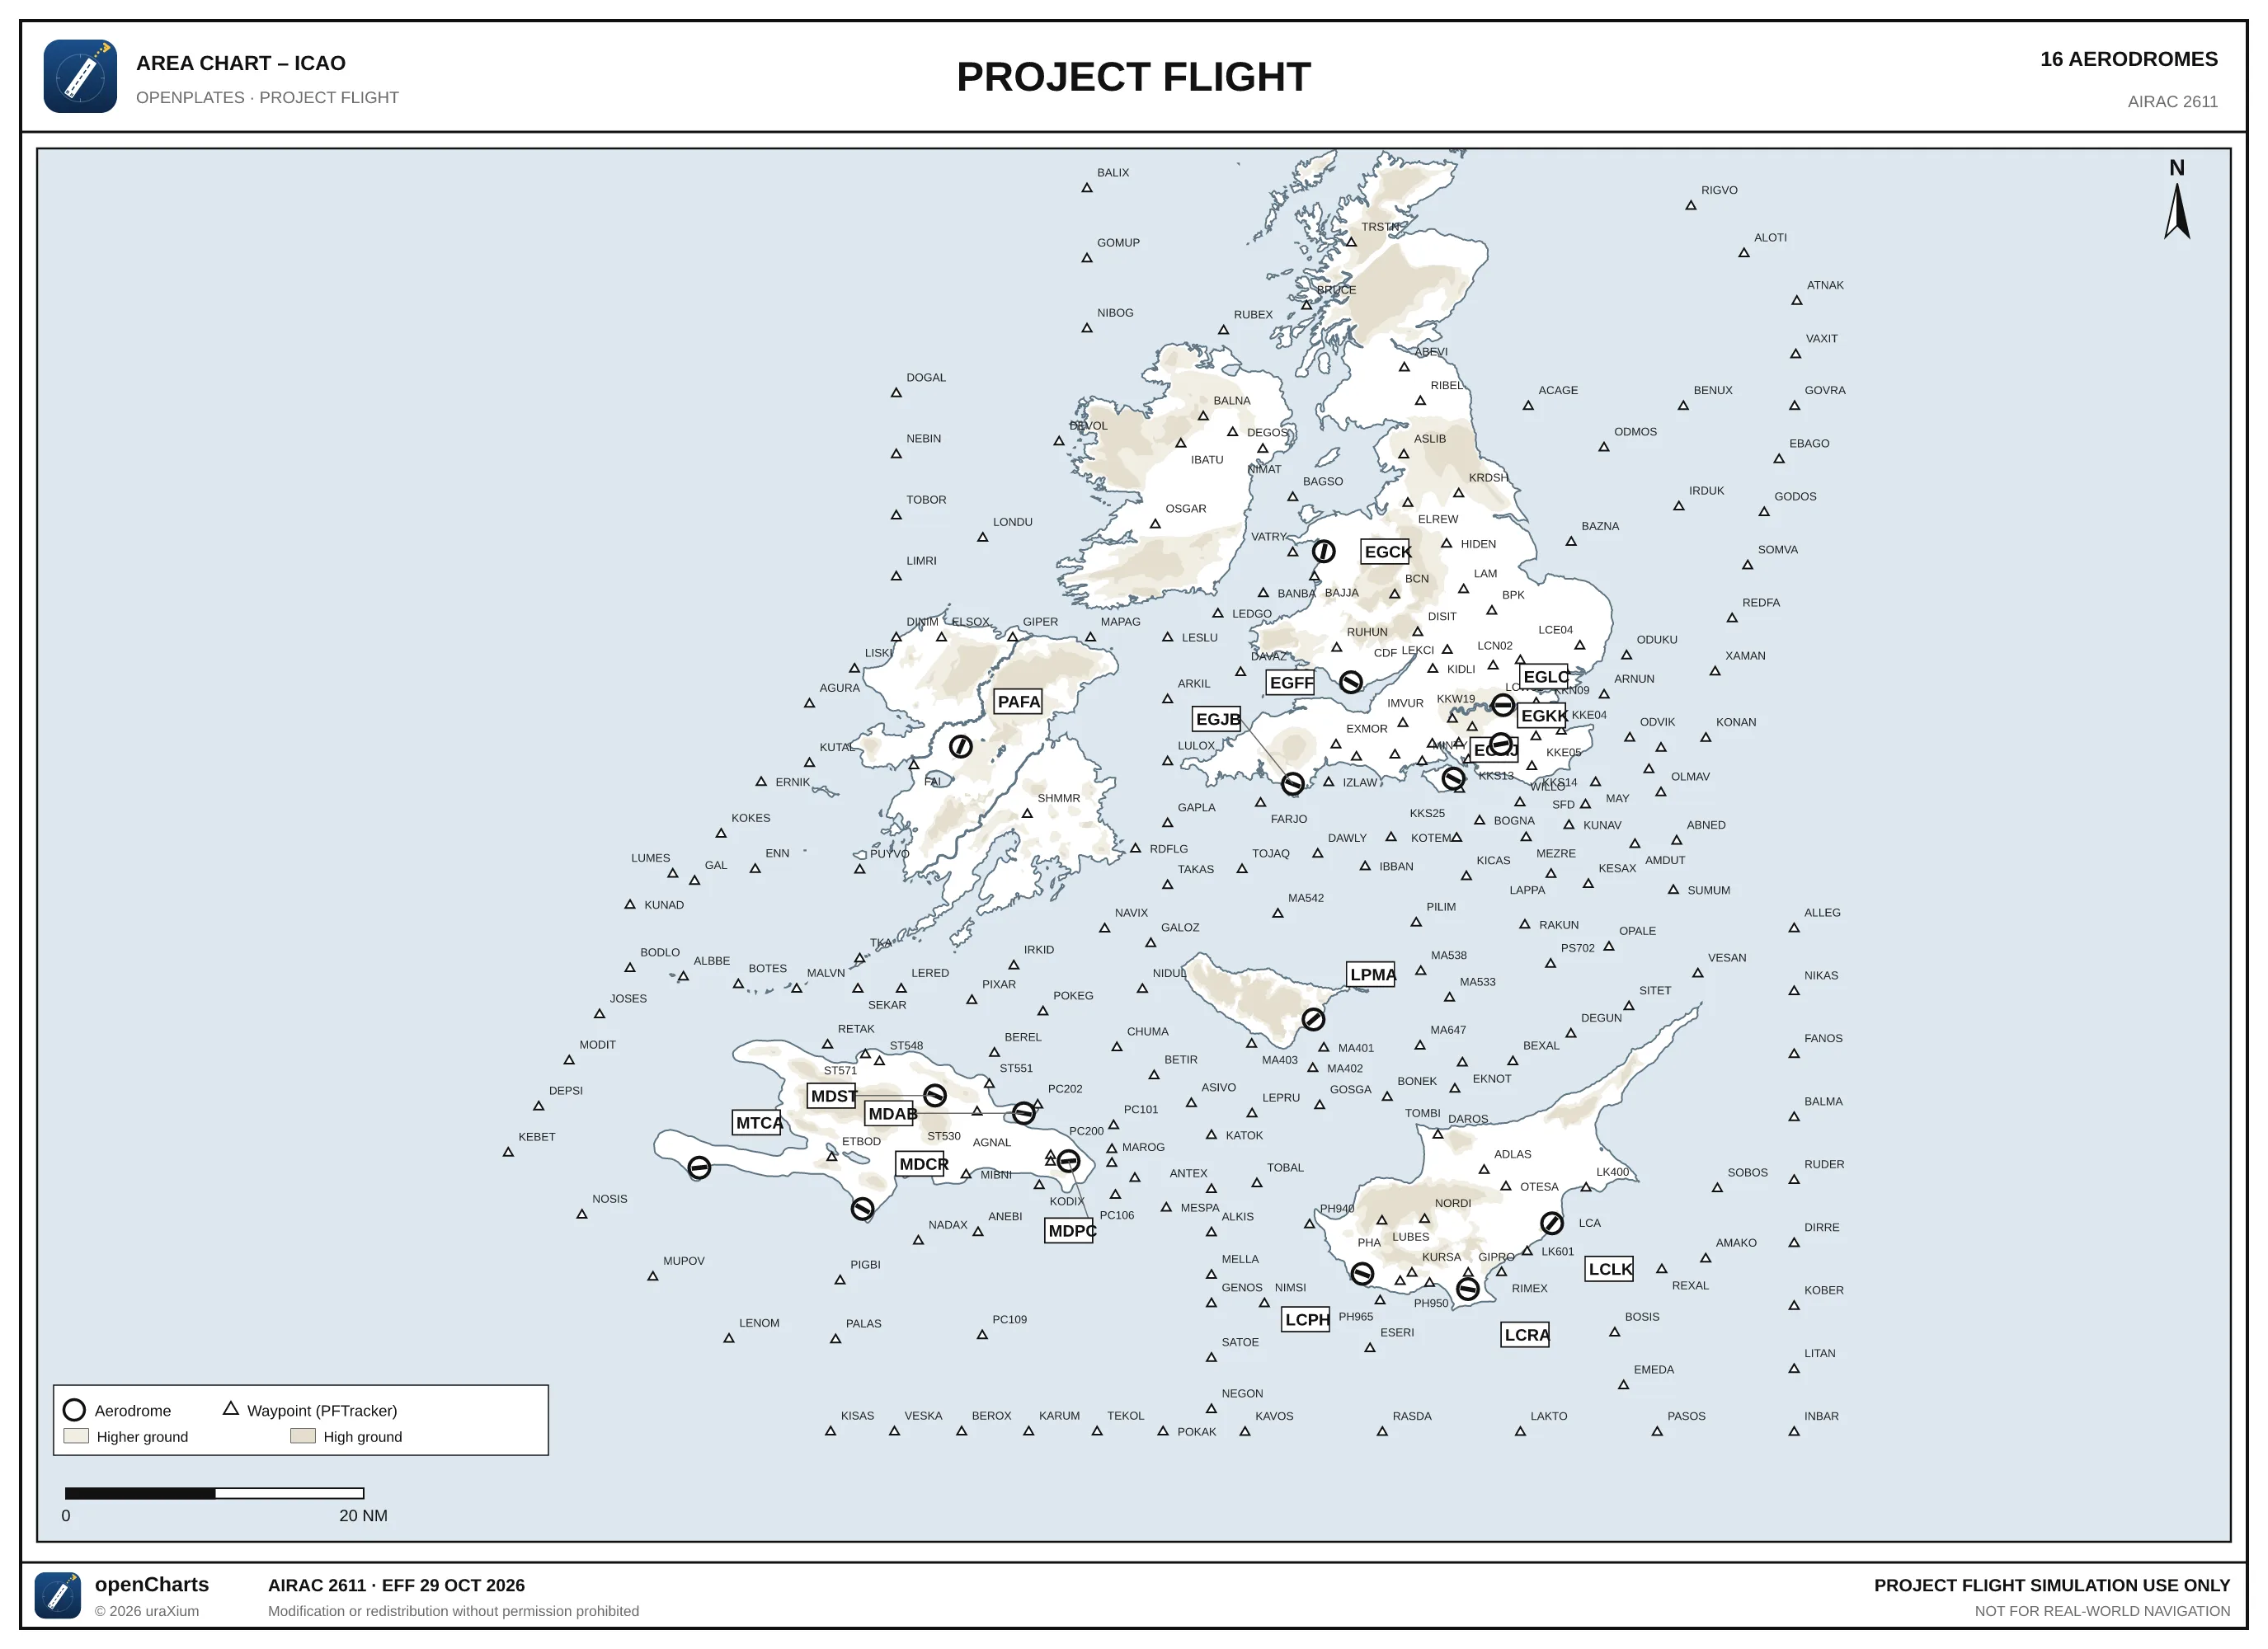 AREA CHART – ICAO
OPENPLATES · PROJECT FLIGHT
PROJECT FLIGHT
16 AERODROMES
AIRAC 2611
N
BALIX
RIGVO
TRSTN
ALOTI
GOMUP
ATNAK
BRUCE
NIBOG
RUBEX
VAXIT
ABEVI
DOGAL
RIBEL
ACAGE
BENUX
GOVRA
BALNA
DEVOL
DEGOS
ODMOS
NEBIN
ASLIB
EBAGO
IBATU
NIMAT
BAGSO
KRDSH
IRDUK
GODOS
TOBOR
OSGAR
LONDU
ELREW
BAZNA
VATRY
EGCK
HIDEN
SOMVA
LIMRI
BCN
LAM
BANBA
BAJJA
BPK
REDFA
LEDGO
DISIT
DINIM
ELSOX
GIPER
MAPAG
LESLU
RUHUN
LCE04
ODUKU
LISKI
DAVAZ
CDF
LEKCI
LCN02
XAMAN
KIDLI
EGFF
EGLC
AGURA
ARKIL
ARNUN
PAFA
IMVUR
KKW19
KKN09
EGJB
EGKK
KKE04
EXMOR
ODVIK
KONAN
KUTAL
LULOX
MINTY
KKE05
ERNIK
FAI
IZLAW
KKS13
KKS14
WILLO
OLMAV
SHMMR
GAPLA
FARJO
KKS25
SFD
MAY
KOKES
BOGNA
KUNAV
ABNED
DAWLY
KOTEM
LUMES
GAL
ENN
PUYVO
RDFLG
TOJAQ
IBBAN
KICAS
MEZRE
KESAX
AMDUT
TAKAS
LAPPA
SUMUM
KUNAD
MA542
PILIM
NAVIX
GALOZ
RAKUN
OPALE
ALLEG
TKA
IRKID
PS702
BODLO
ALBBE
BOTES
MALVN
LERED
NIDUL
LPMA
MA538
VESAN
NIKAS
SEKAR
PIXAR
POKEG
MA533
SITET
JOSES
RETAK
BEREL
CHUMA
MA647
DEGUN
FANOS
MODIT
ST548
MA403
MA401
BEXAL
ST571
ST551
BETIR
MA402
DEPSI
MDST
PC202
ASIVO
LEPRU
GOSGA
BONEK
EKNOT
BALMA
MTCA
MDAB
PC101
TOMBI
DAROS
KEBET
ETBOD
ST530
AGNAL
PC200
MAROG
KATOK
ADLAS
MDCR
MIBNI
ANTEX
TOBAL
OTESA
LK400
SOBOS
RUDER
NOSIS
KODIX
PC106
MESPA
ALKIS
PH940
NORDI
NADAX
ANEBI
MDPC
PHA
LUBES
LCA
DIRRE
MUPOV
PIGBI
MELLA
KURSA
GIPRO
LK601
AMAKO
LCLK
GENOS
NIMSI
RIMEX
REXAL
KOBER
LENOM
PALAS
PC109
LCPH
PH965
PH950
BOSIS
SATOE
ESERI
LCRA
LITAN
EMEDA
NEGON
KISAS
VESKA
BEROX
KARUM
TEKOL
POKAK
KAVOS
RASDA
LAKTO
PASOS
INBAR
Aerodrome
Waypoint (PFTracker)
Higher ground
High ground
0
20 NM
openCharts
© 2026 uraXium
AIRAC 2611 · EFF 29 OCT 2026
Modification or redistribution without permission prohibited
PROJECT FLIGHT SIMULATION USE ONLY
NOT FOR REAL-WORLD NAVIGATION